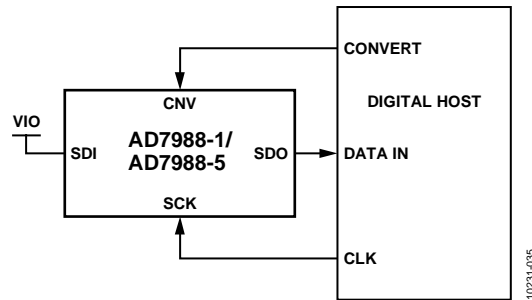 CONVERT
CNV
DIGITAL HOST
VIO
SDI
AD7988-1/
AD7988-5
SDO
DATA IN
SCK
CLK
10231-035